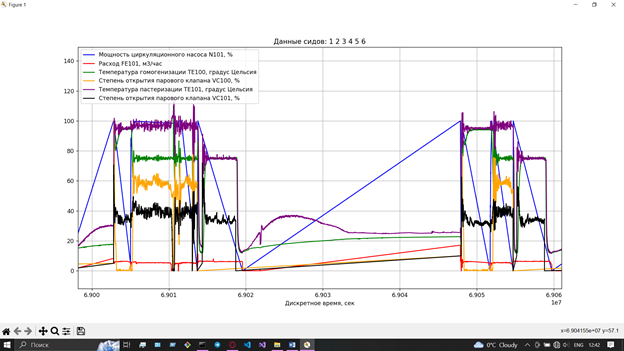 Figure 1
Данные сидов: 1 2 3 4 5 6
Мощность циркуляционного насоса N101, %
Расход FE101, м3/час
Температура гомогенизации TE100, градус Цельсия
Степень открытия парового клапана VC100, %
Температура пастеризации TE101, градус Цельсия
Степень открытия парового клапана VC101, %
140
120
100
80
60
40
20
0
6.900 6.901 6.902 6.903 6.904 6.905 6.906
1e7
Дискретное время, сек
x=6.904155e+07 y=57.1
Поиск
0°C Cloudy
ENG
12:42